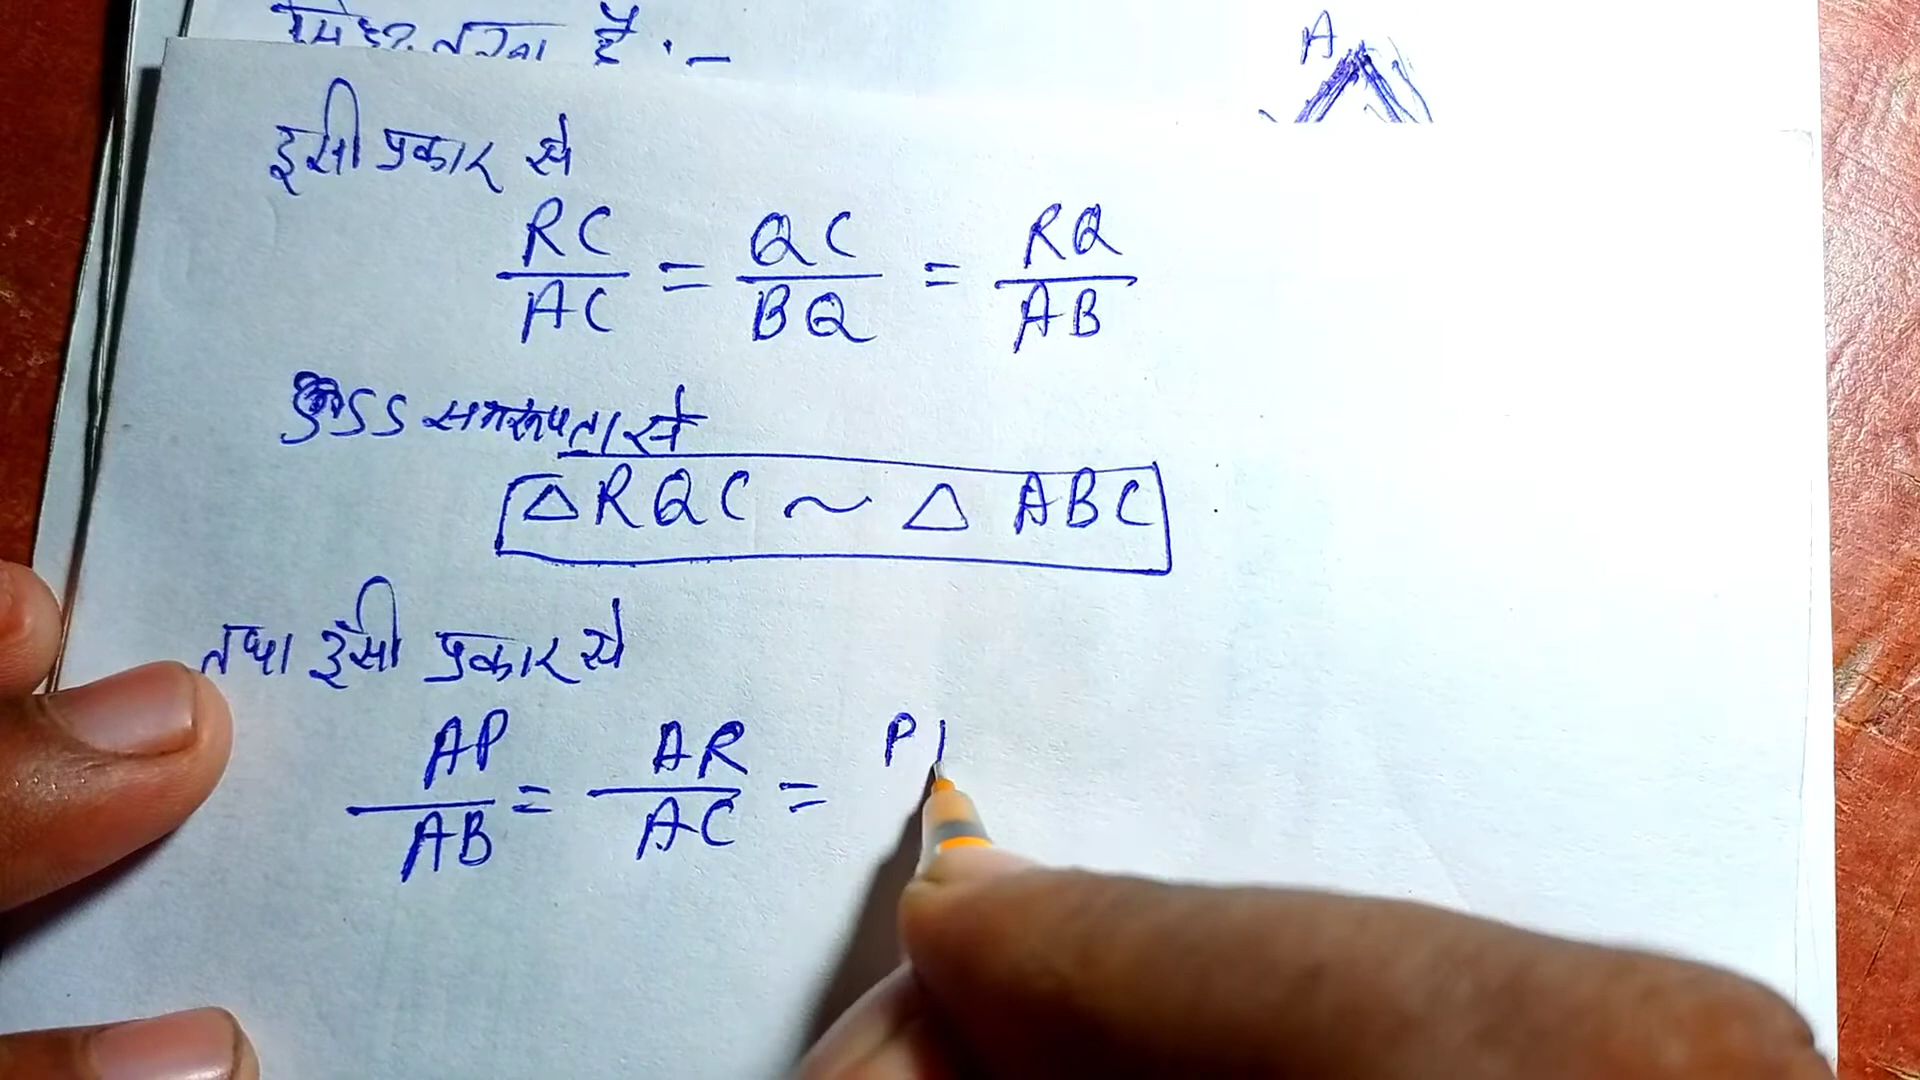 है :-
A
इसी प्रकार से
RC/AC = QC/BQ = RQ/AB
SSS समरूपता से
△RQC ~ △ ABC
तथा इसी प्रकार से
AP/AB = AR/AC = P